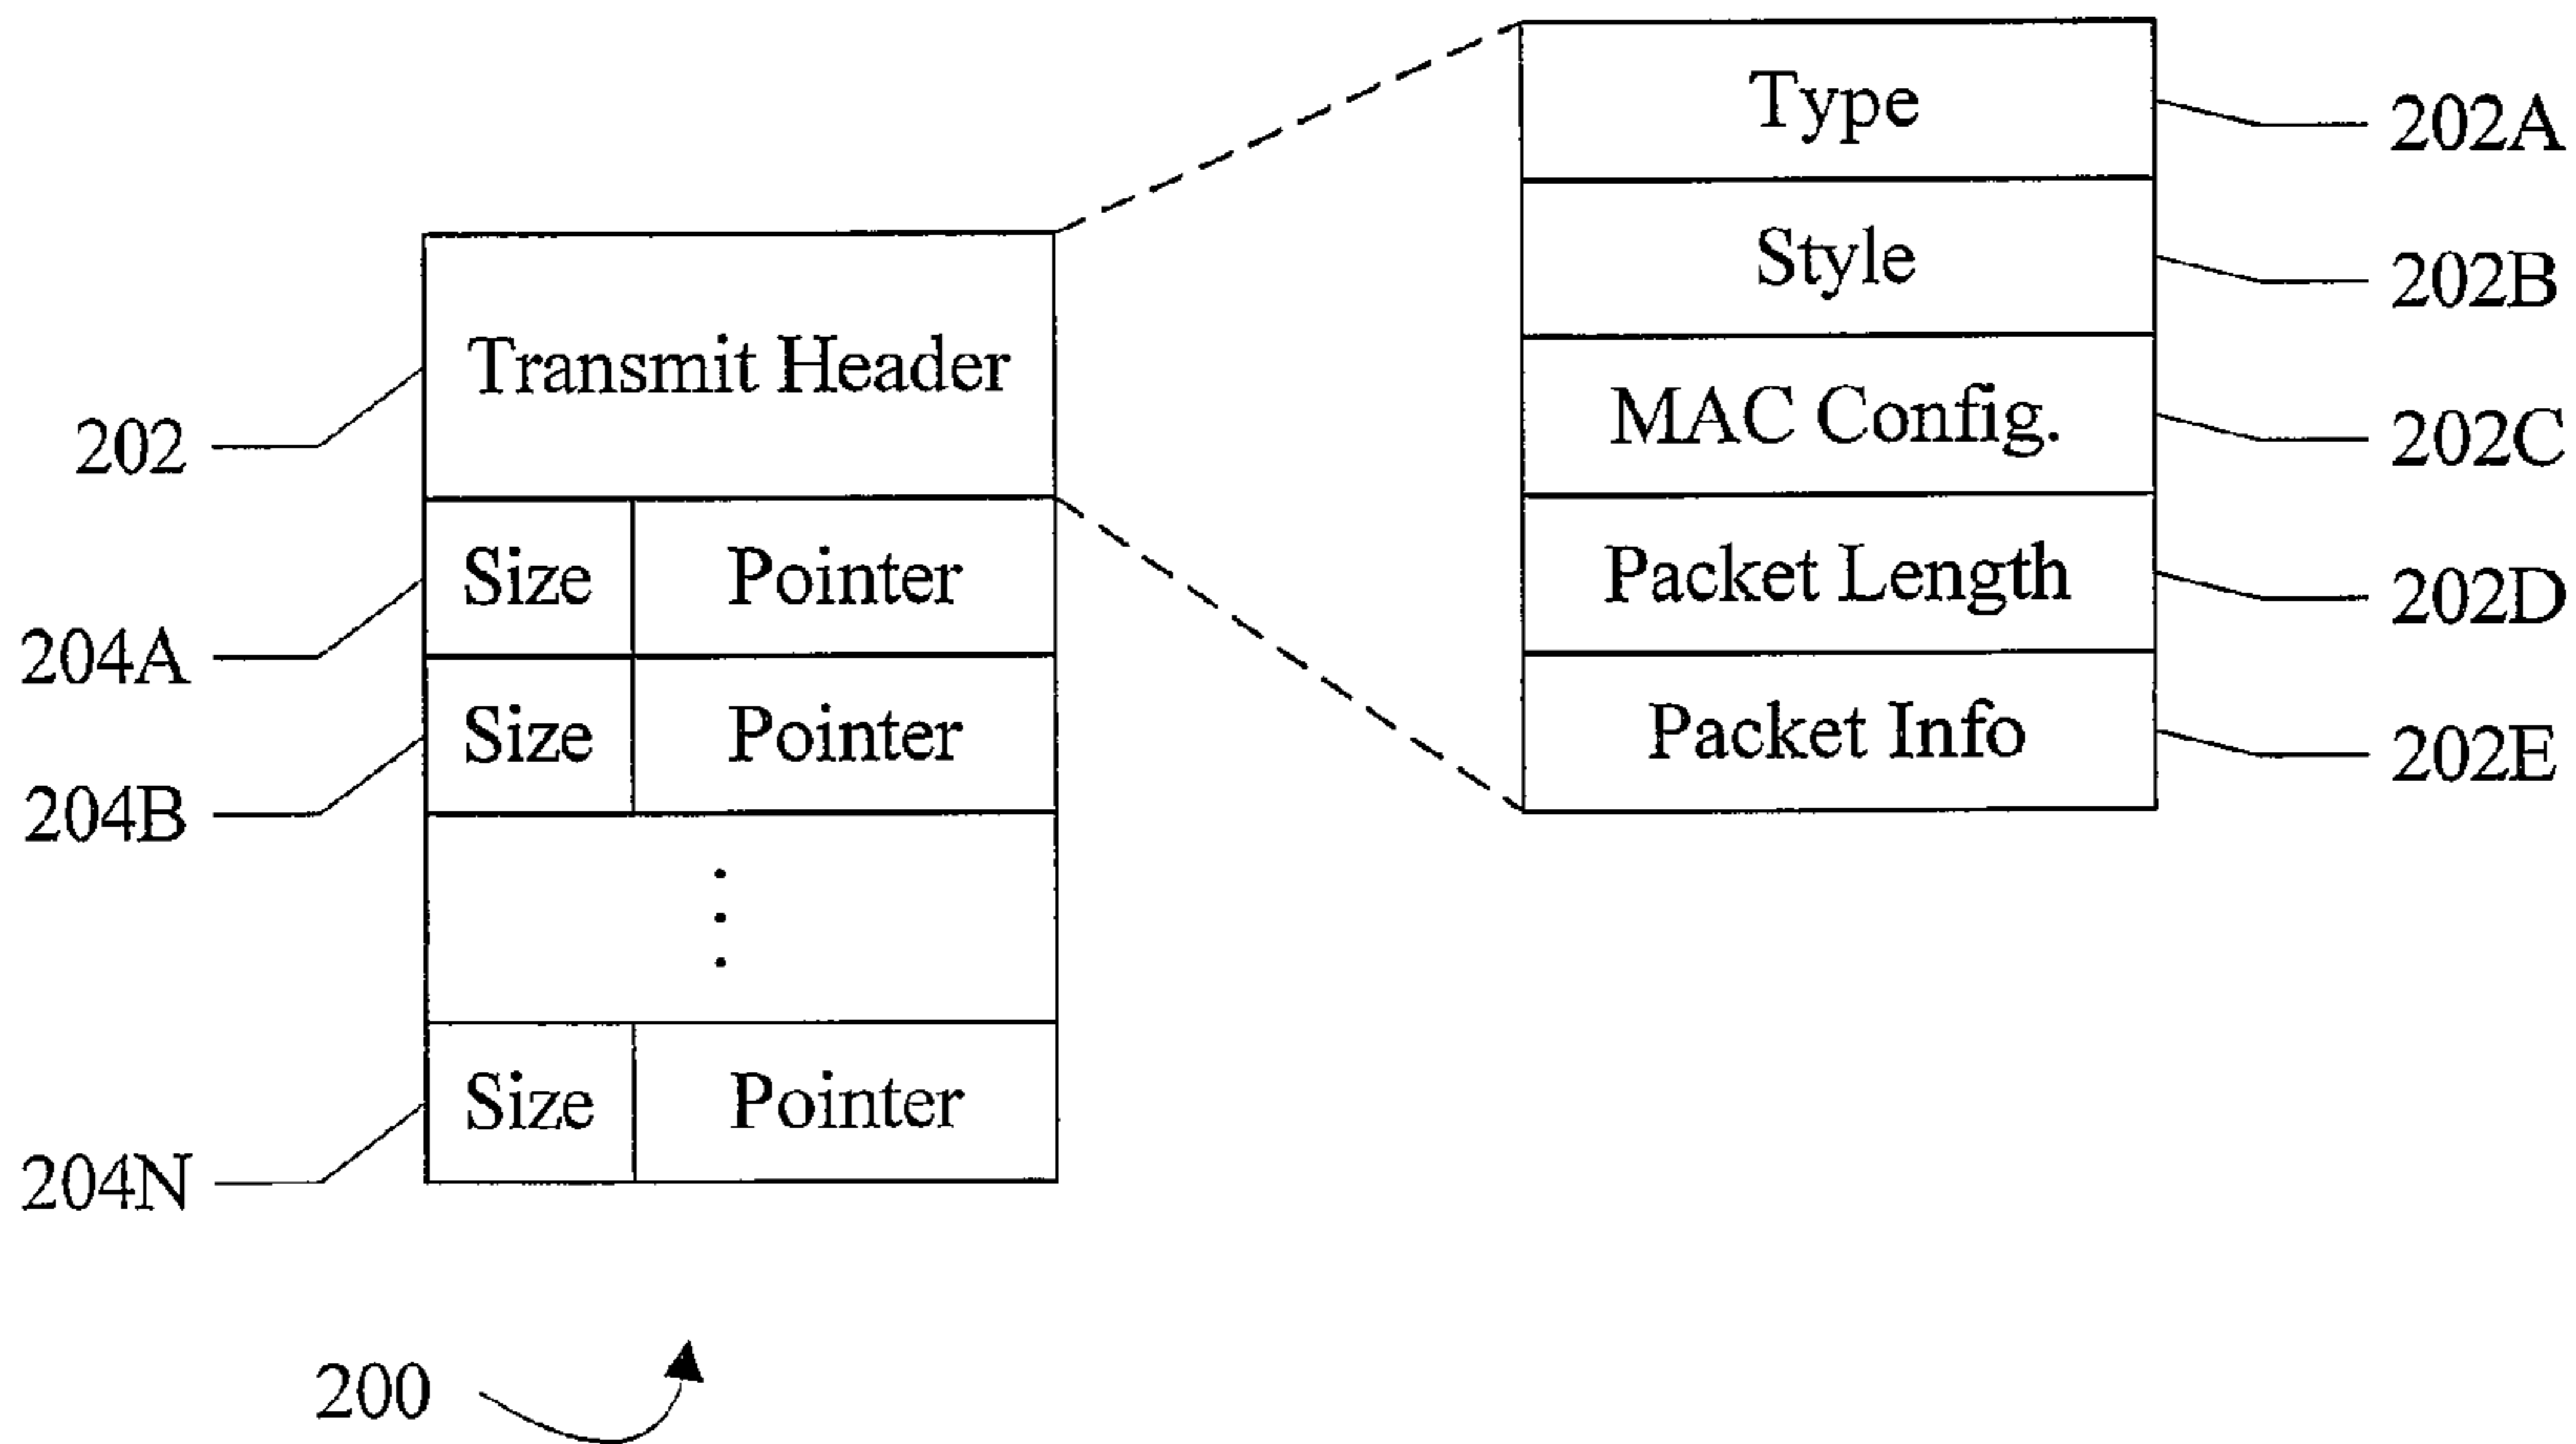 Type
202A
Style
202B
Transmit Header
MAC Config.
202
202C
Size Pointer
Packet Length
204A
202D
Size Pointer
Packet Info
204B
202E
Size Pointer
204N
200